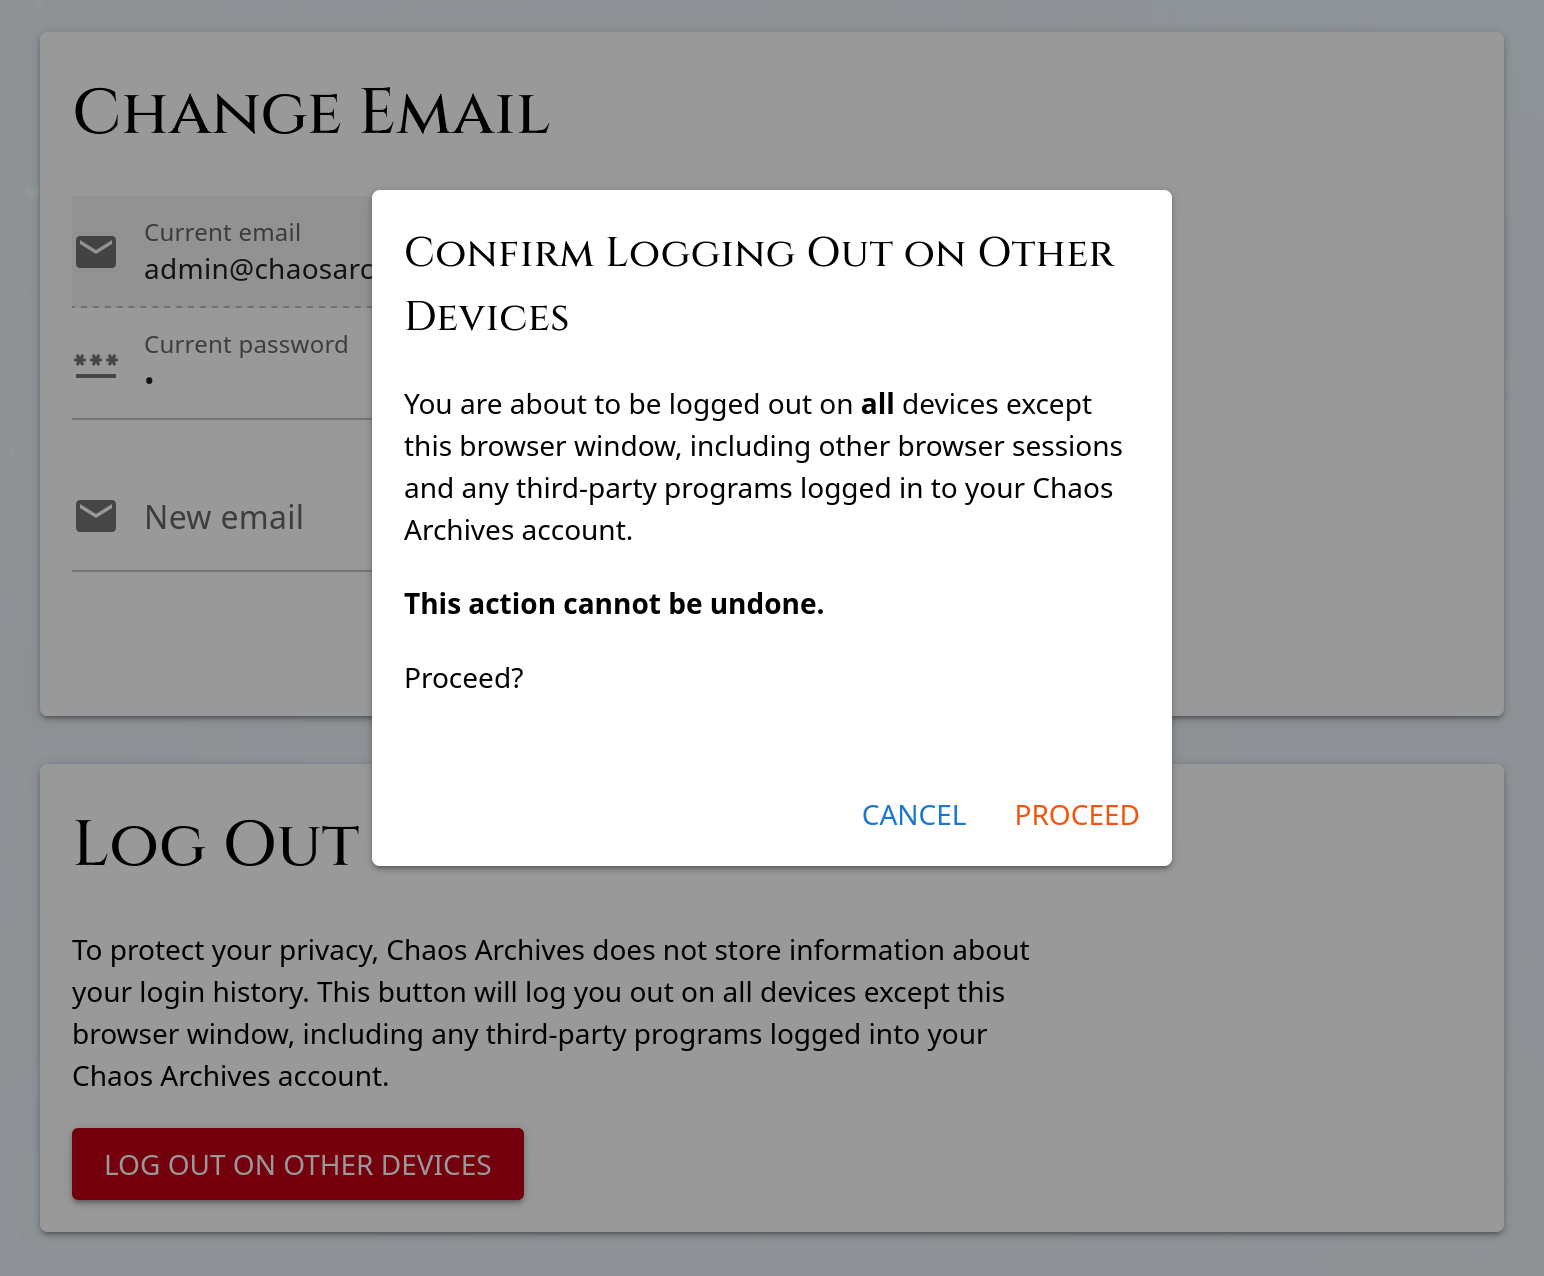 Change Email
Current email
admin@chaosarc
Current password
New email
Confirm Logging Out on Other
Devices
You are about to be logged out on all devices except
this browser window, including other browser sessions
and any third-party programs logged in to your Chaos
Archives account.
This action cannot be undone.
Proceed?
CANCEL PROCEED
Log Out
To protect your privacy, Chaos Archives does not store information about
your login history. This button will log you out on all devices except this
browser window, including any third-party programs logged into your
Chaos Archives account.
LOG OUT ON OTHER DEVICES